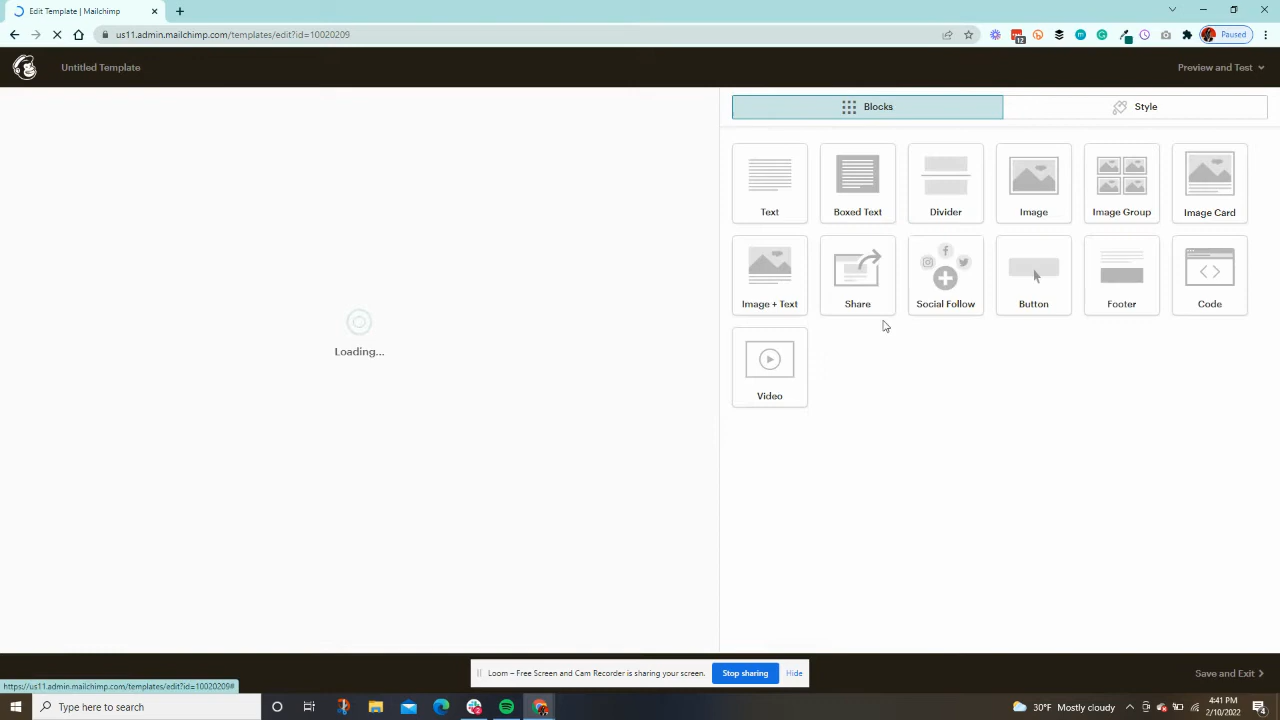 Edit Template | Mailchimp
us11.admin.mailchimp.com/templates/edit?id=10020209
12
Paused
Untitled Template
Preview and Test
Blocks
Style
Text
Boxed Text
Divider
Image
Image Group
Image Card
Image + Text
Share
Social Follow
Button
Footer
Code
Video
Loading...
Loom – Free Screen and Cam Recorder is sharing your screen.
Stop sharing
Hide
Save and Exit
https://us11.admin.mailchimp.com/templates/edit?id=10020209#
Type here to search
30°F Mostly cloudy
4:41 PM
2/10/2022